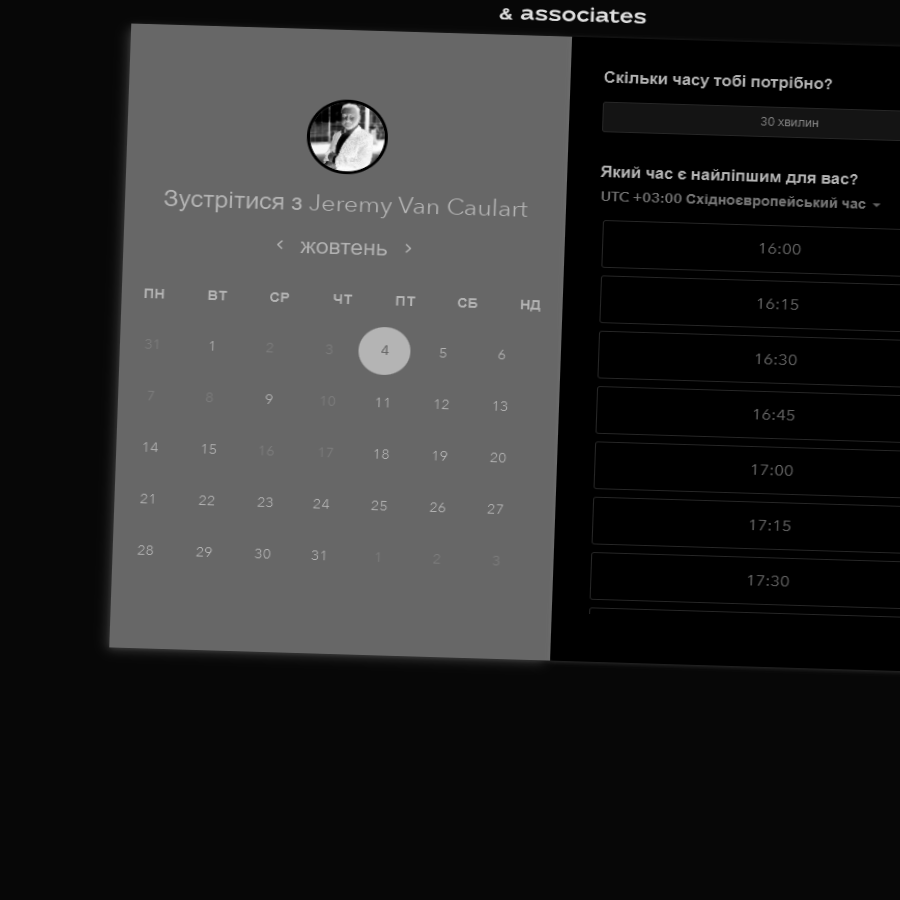 & associates
Зустрітися з Jeremy Van Caulart
жовтень
ПН ВТ СР ЧТ ПТ СБ НД
31 1 2 3 4 5 6
7 8 9 10 11 12 13
14 15 16 17 18 19 20
21 22 23 24 25 26 27
28 29 30 31 1 2 3
Скільки часу тобі потрібно?
30 хвилин
Який час є найліпшим для вас?
UTC +03:00 Східноєвропейський час
16:00
16:15
16:30
16:45
17:00
17:15
17:30